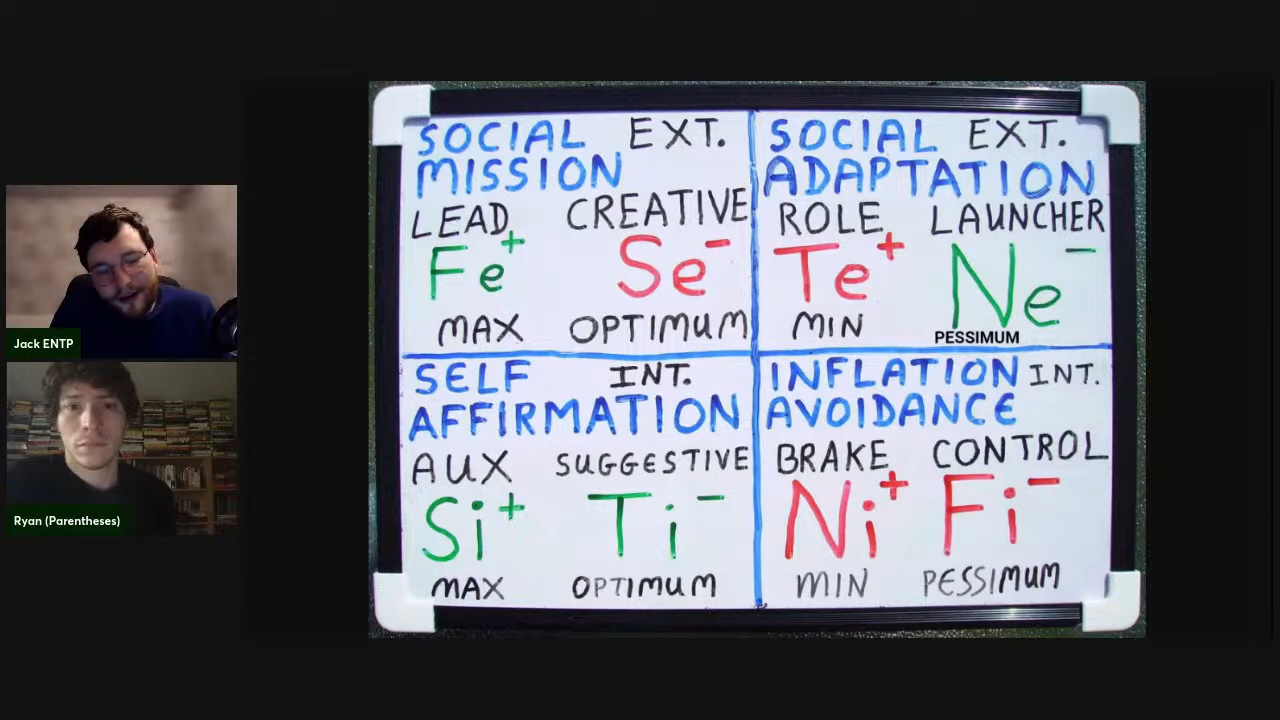 SOCIAL EXT.
MISSION
LEAD CREATIVE
Fe+ Se-
MAX OPTIMUM
SOCIAL EXT.
ADAPTATION
ROLE LAUNCHER
Te+ Ne-
MIN PESSIMUM
SELF INT.
AFFIRMATION
AUX SUGGESTIVE
Si+ Ti-
MAX OPTIMUM
INFLATION INT.
AVOIDANCE
BRAKE CONTROL
Ni+ Fi-
MIN PESSIMUM
Jack ENTP
Ryan (Parentheses)